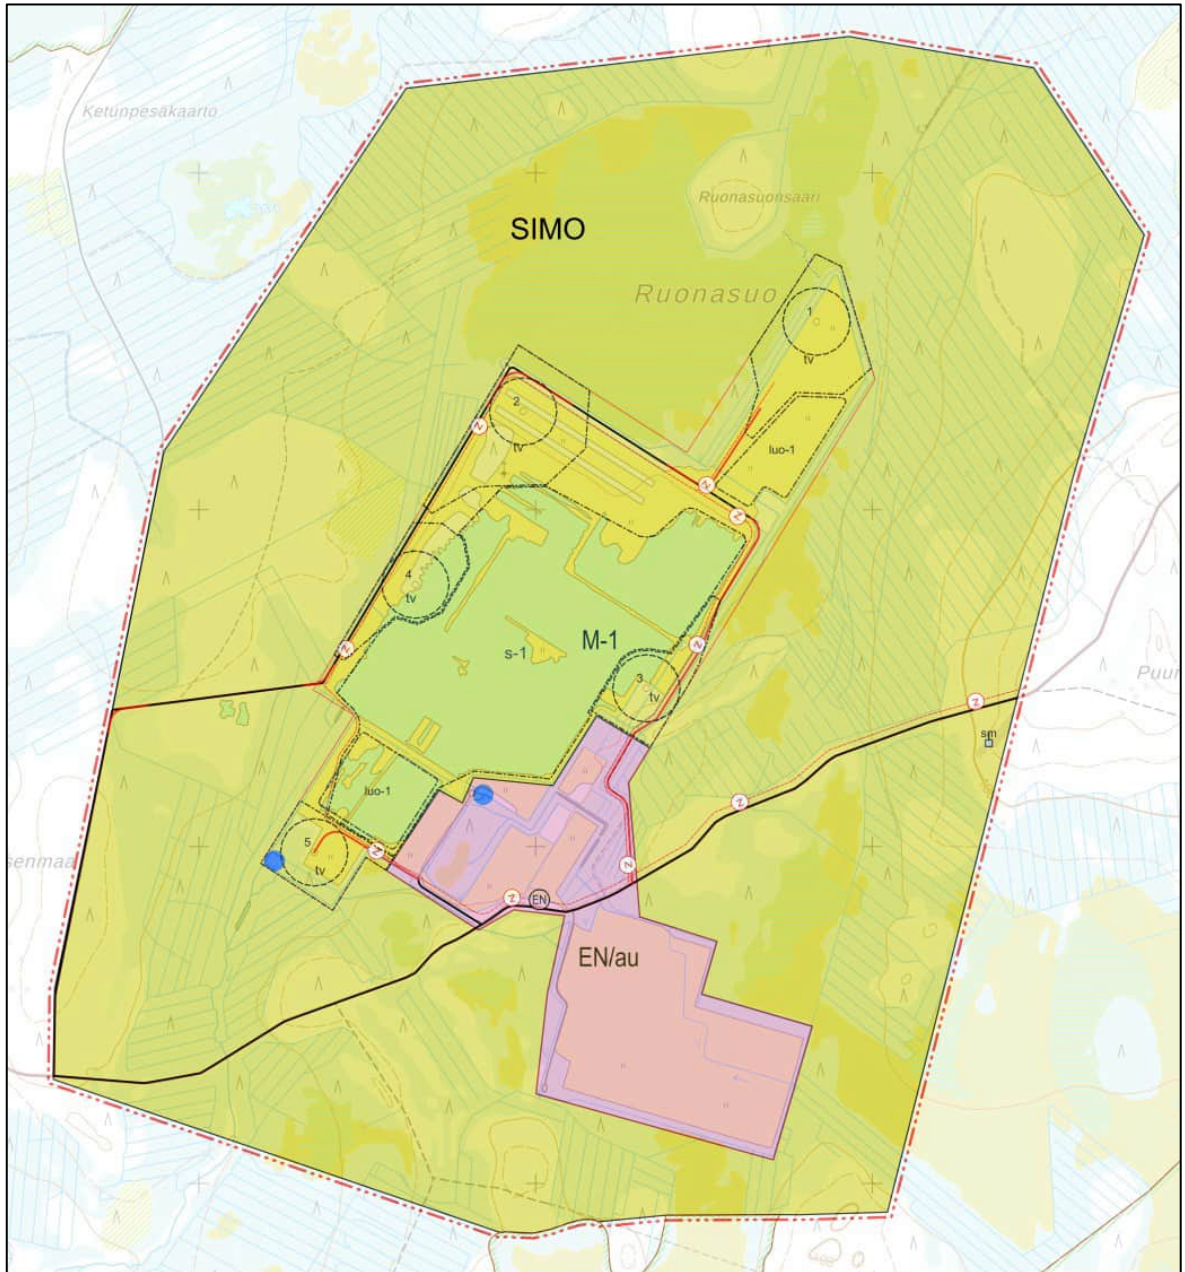 Ketunpesäkaarto
Ruonasuonsaari
SIMO
Ruonasuo
1
tv
2
tv
z
luo-1
z
z
4
tv
s-1
M-1
z
z
3
tv
Puur
z
sm
luo-1
z
5
tv
senmaa
z
z
z
EN
EN/au